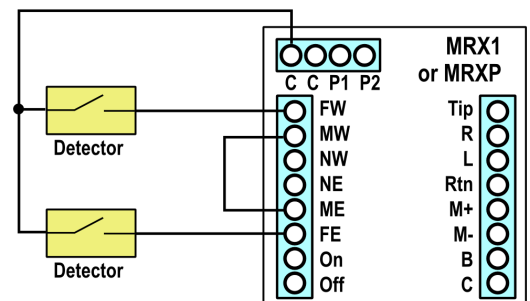 MRX1
or MRXP
C C P1 P2
FW
MW
NW
NE
ME
FE
On
Off
Tip
R
L
Rtn
M+
M-
B
C
Detector
Detector